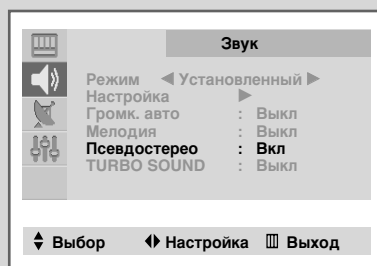 Звук
Режим ◀ Установленный ▶
Настройка ▶
Громк. авто : Выкл
Мелодия : Выкл
Псевдостерео : Вкл
TURBO SOUND : Выкл
Выбор Настройка Выход